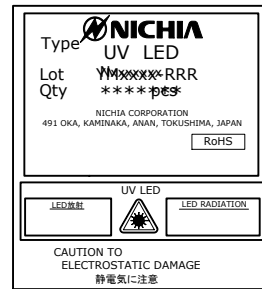 NICHIA
Type UV LED
Lot YMxxxx-RRR
Qty ******* pcs
NICHIA CORPORATION
491 OKA, KAMINAKA, ANAN, TOKUSHIMA, JAPAN
RoHS
UV LED
LED放射
LED RADIATION
CAUTION TO
ELECTROSTATIC DAMAGE
静電気に注意